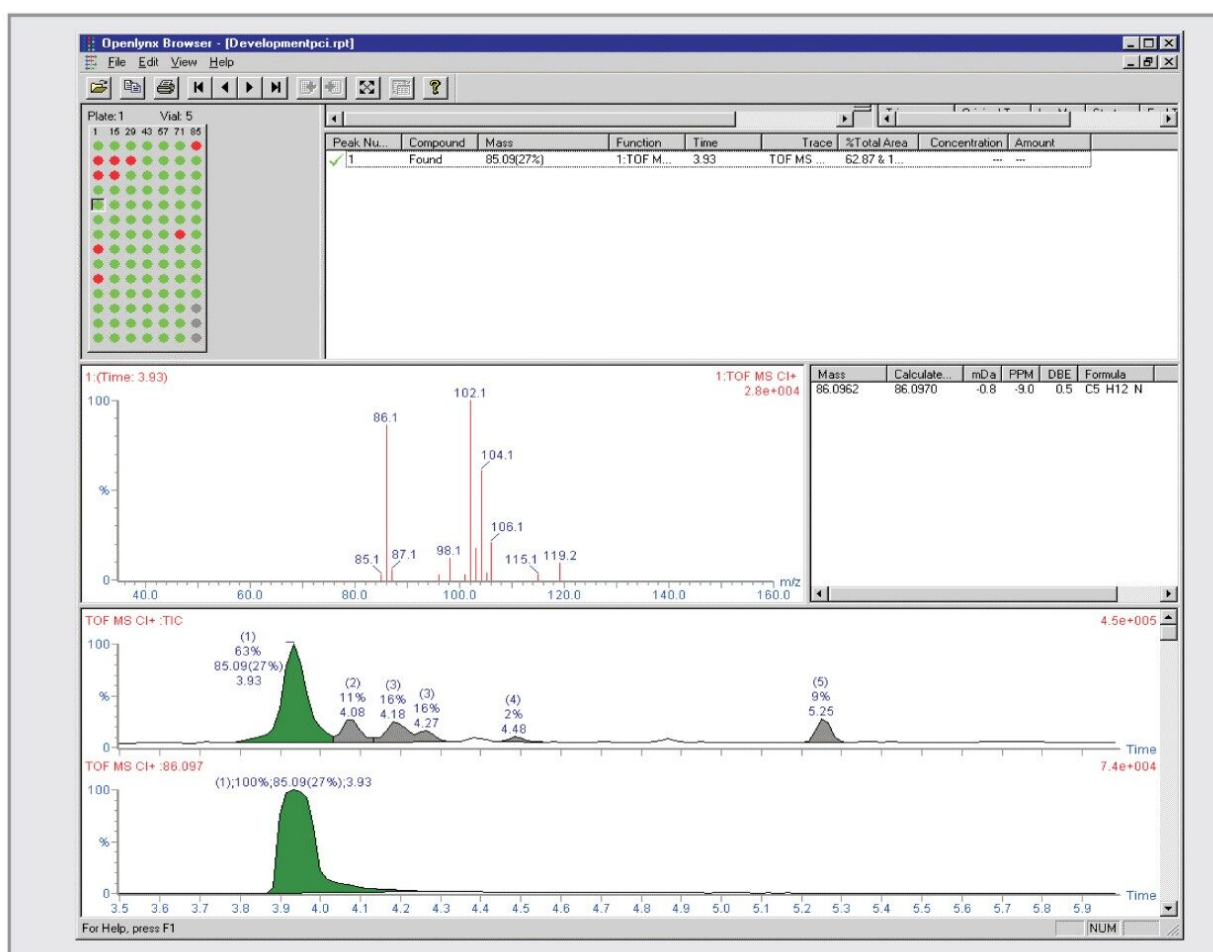 Openlynx Browser - [Developmentpci.rpt]
File Edit View Help
Plate: 1 Vial: 5
1 15 29 43 57 71 85
Peak Nu... Compound Mass Function Time Trace %Total Area Concentration Amount
1 Found 85.09(27%) 1:TOF M... 3.93 TOF MS ... 62.87 & 1... --- ---
1:(Time: 3.93)
1:TOF MS CI+
2.8e+004
100
%
0
102.1
86.1
104.1
106.1
85.1
87.1
98.1
115.1
119.2
m/z
40.0 60.0 80.0 100.0 120.0 140.0 160.0
Mass Calculate... mDa PPM DBE Formula
86.0962 86.0970 -0.8 -9.0 0.5 C5 H12 N
TOF MS CI+ :TIC
4.5e+005
100
%
0
(1)
63%
85.09(27%)
3.93
(2)
11%
4.08
(3)
16%
4.18
(3)
16%
4.27
(4)
2%
4.48
(5)
9%
5.25
Time
TOF MS CI+ :86.097
7.4e+004
100
%
0
(1);100%;85.09(27%);3.93
Time
3.5 3.6 3.7 3.8 3.9 4.0 4.1 4.2 4.3 4.4 4.5 4.6 4.7 4.8 4.9 5.0 5.1 5.2 5.3 5.4 5.5 5.6 5.7 5.8 5.9
For Help, press F1
NUM